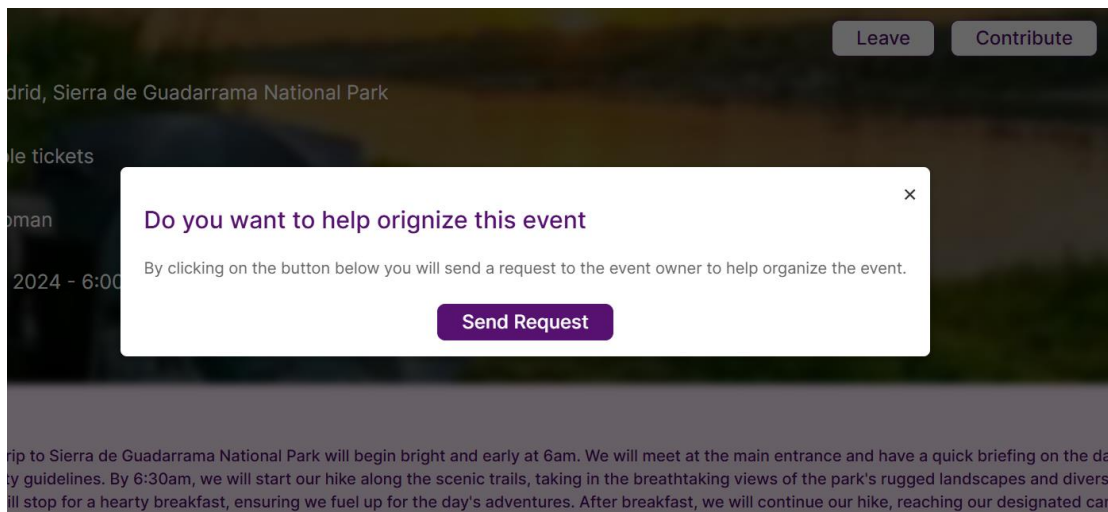 Leave Contribute
drid, Sierra de Guadarrama National Park
le tickets
oman
2024 - 6:00
×
Do you want to help orignize this event
By clicking on the button below you will send a request to the event owner to help organize the event.
Send Request
rip to Sierra de Guadarrama National Park will begin bright and early at 6am. We will meet at the main entrance and have a quick briefing on the da
ty guidelines. By 6:30am, we will start our hike along the scenic trails, taking in the breathtaking views of the park's rugged landscapes and divers
ill stop for a hearty breakfast, ensuring we fuel up for the day's adventures. After breakfast, we will continue our hike, reaching our designated car